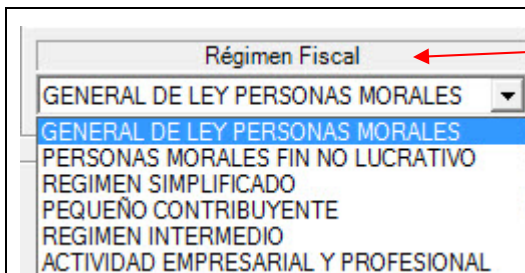 Régimen Fiscal
GENERAL DE LEY PERSONAS MORALES
GENERAL DE LEY PERSONAS MORALES
PERSONAS MORALES FIN NO LUCRATIVO
REGIMEN SIMPLIFICADO
PEQUEÑO CONTRIBUYENTE
REGIMEN INTERMEDIO
ACTIVIDAD EMPRESARIAL Y PROFESIONAL